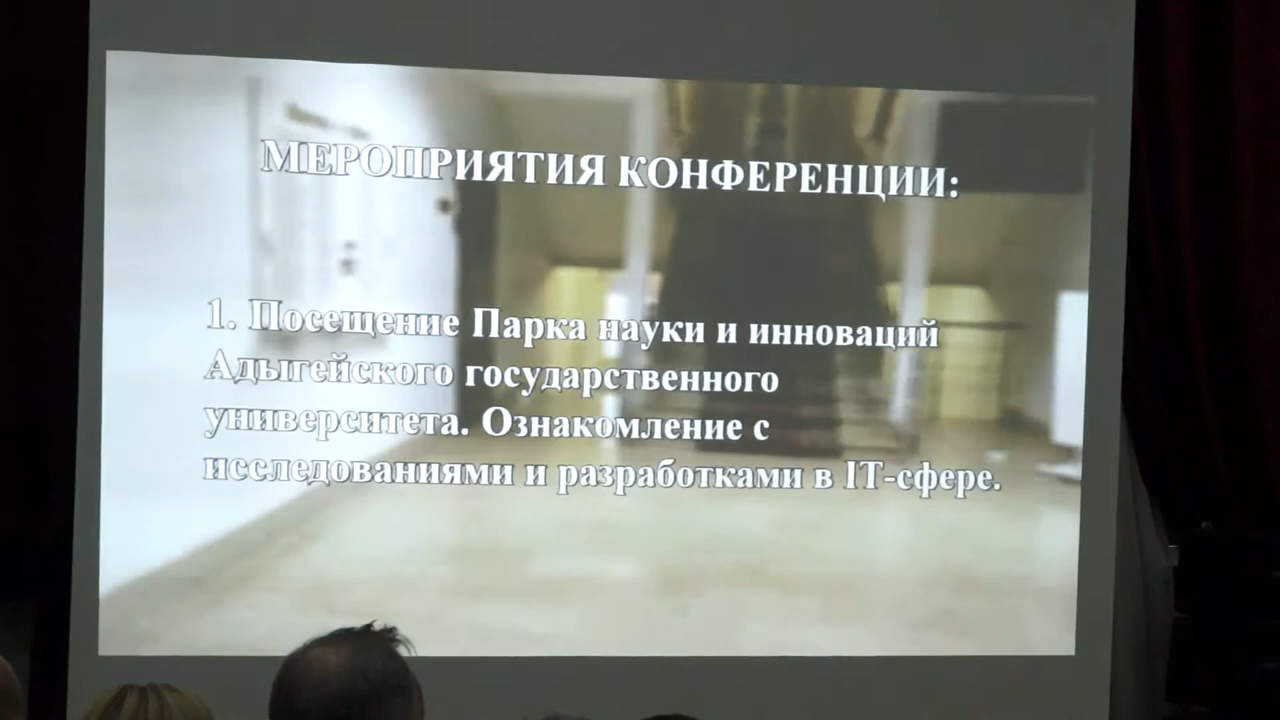 МЕРОПРИЯТИЯ КОНФЕРЕНЦИИ:
1. Посещение Парка науки и инноваций
Адыгейского государственного
университета. Ознакомление с
исследованиями и разработками в IT-сфере.